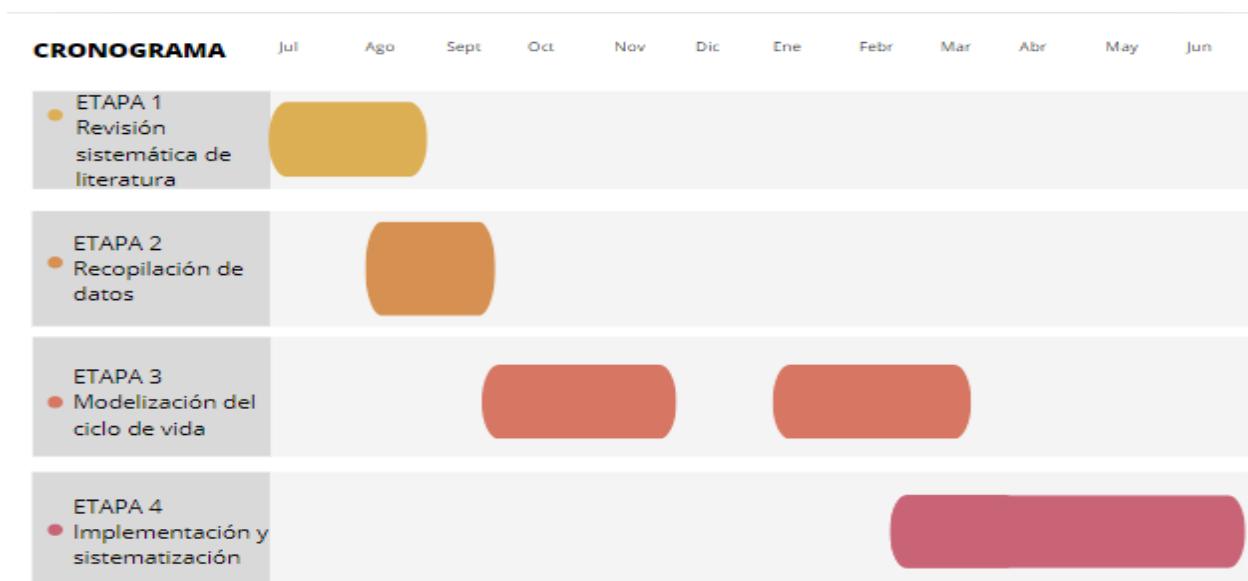 CRONOGRAMA Jul Ago Sept Oct Nov Dic Ene Febr Mar Abr May Jun
ETAPA 1
Revisión
sistemática de
literatura
ETAPA 2
Recopilación de
datos
ETAPA 3
Modelización del
ciclo de vida
ETAPA 4
Implementación y
sistematización